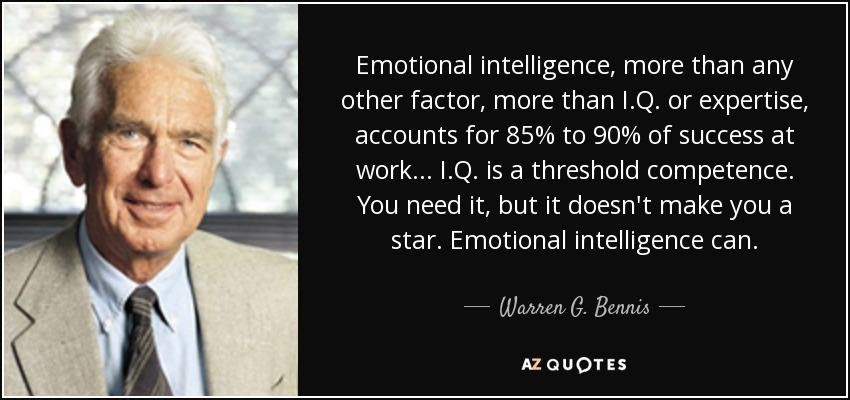 Emotional intelligence, more than any
other factor, more than I.Q. or expertise,
accounts for 85% to 90% of success at
work... I.Q. is a threshold competence.
You need it, but it doesn't make you a
star. Emotional intelligence can.
Warren G. Bennis
AZ QUOTES